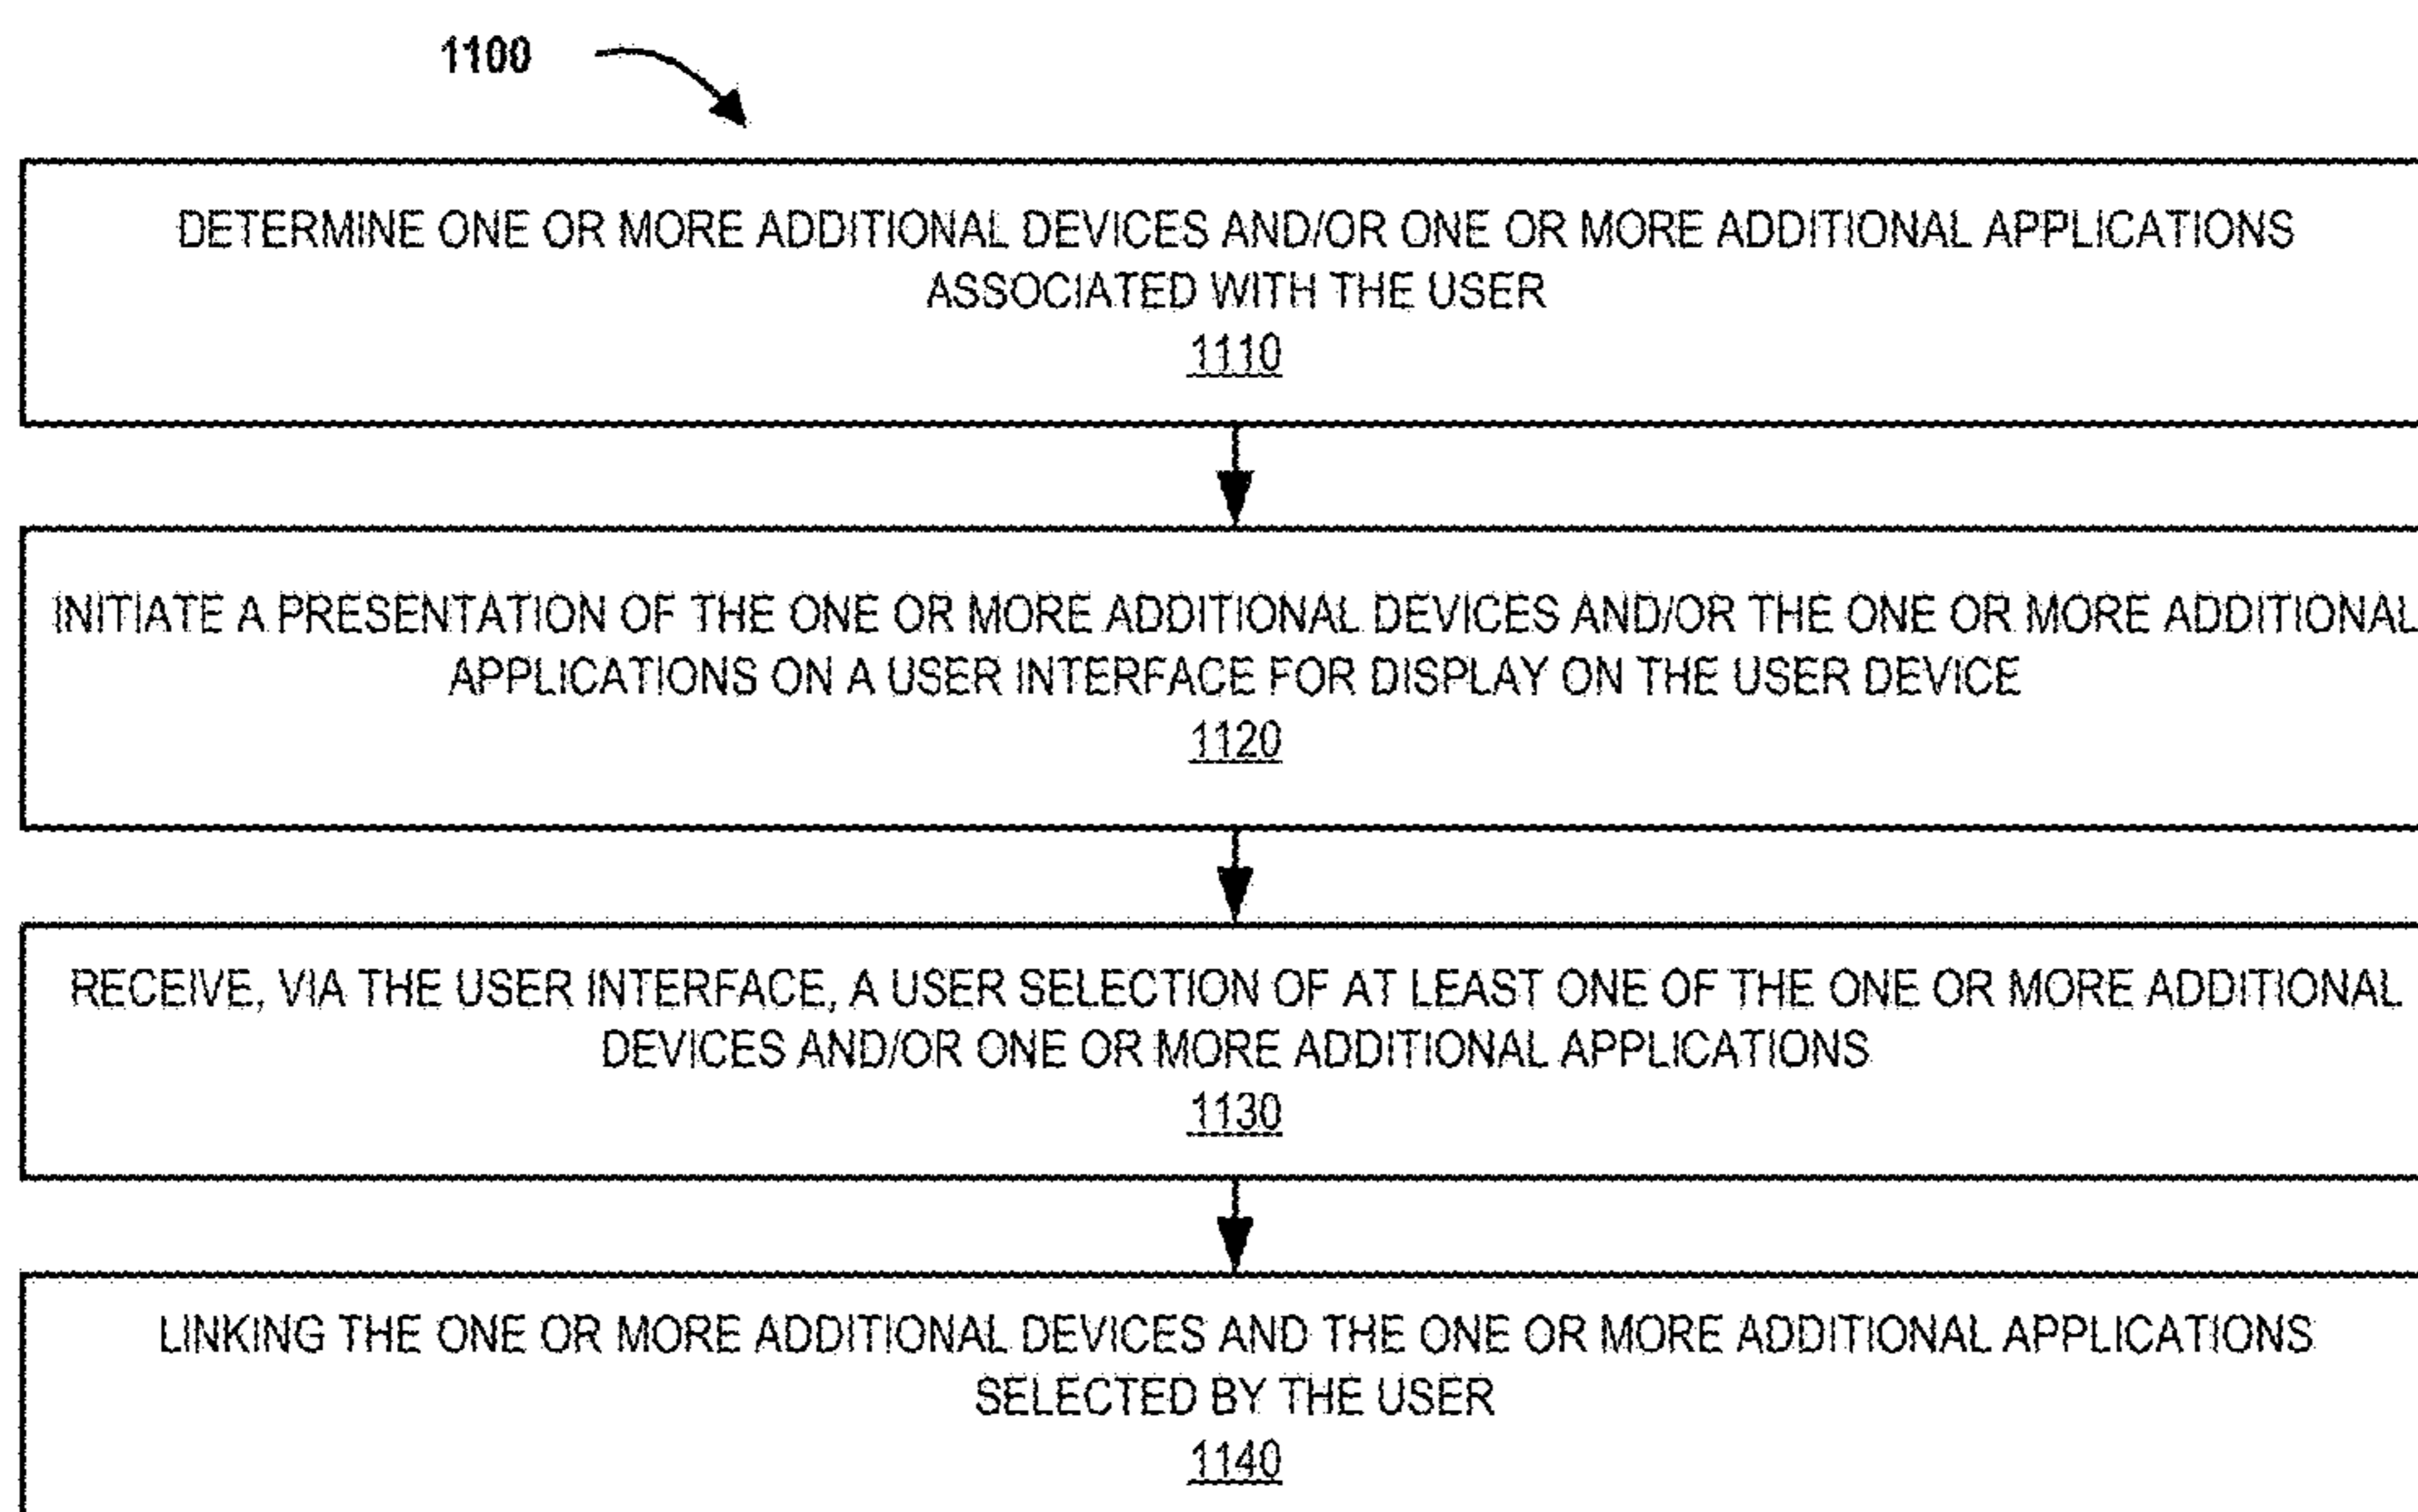 1100
DETERMINE ONE OR MORE ADDITIONAL DEVICES AND/OR ONE OR MORE ADDITIONAL APPLICATIONS
ASSOCIATED WITH THE USER
1110
INITIATE A PRESENTATION OF THE ONE OR MORE ADDITIONAL DEVICES AND/OR THE ONE OR MORE ADDITIONAL
APPLICATIONS ON A USER INTERFACE FOR DISPLAY ON THE USER DEVICE
1120
RECEIVE, VIA THE USER INTERFACE, A USER SELECTION OF AT LEAST ONE OF THE ONE OR MORE ADDITIONAL
DEVICES AND/OR ONE OR MORE ADDITIONAL APPLICATIONS
1130
LINKING THE ONE OR MORE ADDITIONAL DEVICES AND THE ONE OR MORE ADDITIONAL APPLICATIONS
SELECTED BY THE USER
1140